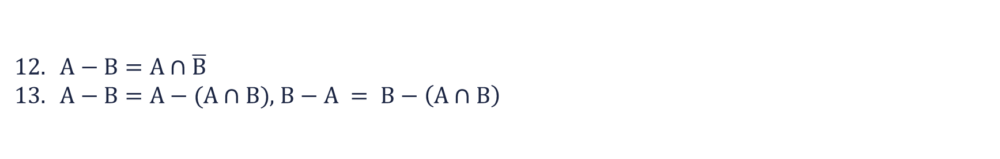 12. A − B = A ∩ B̅
13. A − B = A − (A ∩ B), B − A = B − (A ∩ B)